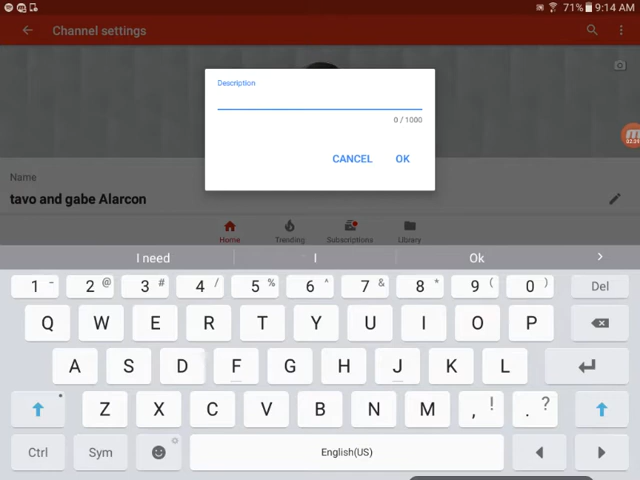 71% 9:14 AM
Channel settings
Description
0 / 1000
CANCEL OK
Name
tavo and gabe Alarcon
Home Trending Subscriptions Library
I need I Ok
1 - 2 @ 3 # 4 / 5 % 6 ^ 7 & 8 * 9 ( 0 ) Del
Q W E R T Y U I O P
A S D F G H J K L
Z X C V B N M , ! . ?
Ctrl Sym English(US)